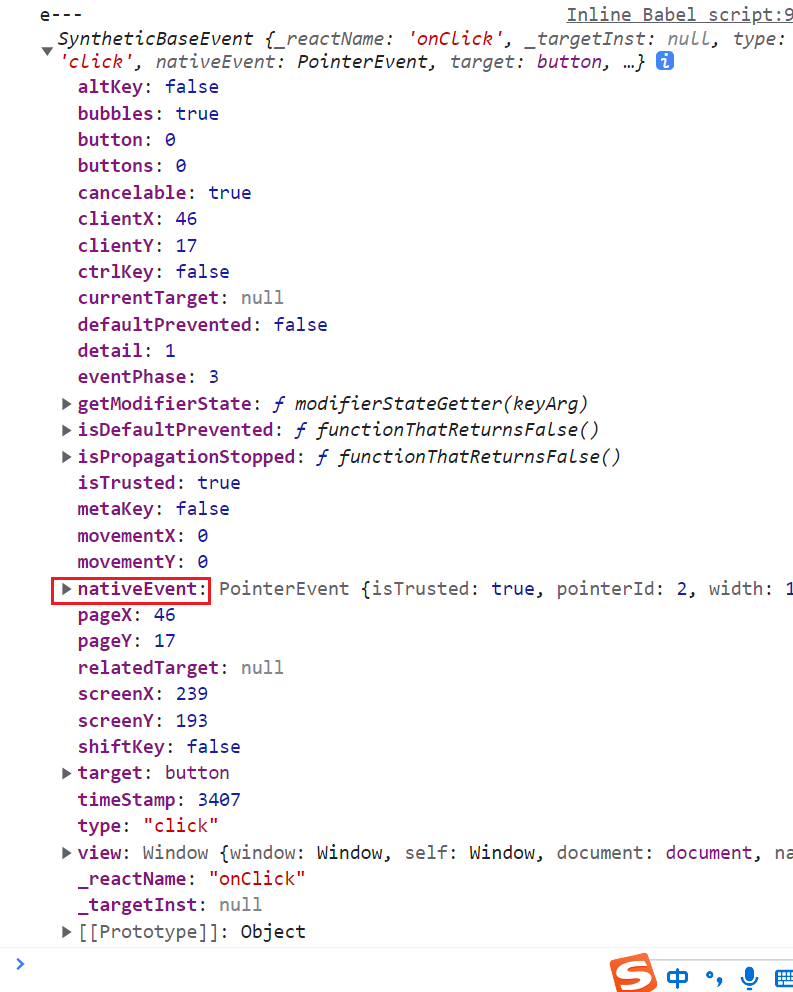 e---
Inline Babel script:9
SyntheticBaseEvent {_reactName: 'onClick', _targetInst: null, type:
'click', nativeEvent: PointerEvent, target: button, …} i
altKey: false
bubbles: true
button: 0
buttons: 0
cancelable: true
clientX: 46
clientY: 17
ctrlKey: false
currentTarget: null
defaultPrevented: false
detail: 1
eventPhase: 3
getModifierState: ƒ modifierStateGetter(keyArg)
isDefaultPrevented: ƒ functionThatReturnsFalse()
isPropagationStopped: ƒ functionThatReturnsFalse()
isTrusted: true
metaKey: false
movementX: 0
movementY: 0
nativeEvent: PointerEvent {isTrusted: true, pointerId: 2, width: 1
pageX: 46
pageY: 17
relatedTarget: null
screenX: 239
screenY: 193
shiftKey: false
target: button
timeStamp: 3407
type: "click"
view: Window {window: Window, self: Window, document: document, na
_reactName: "onClick"
_targetInst: null
[[Prototype]]: Object
S 中 °,